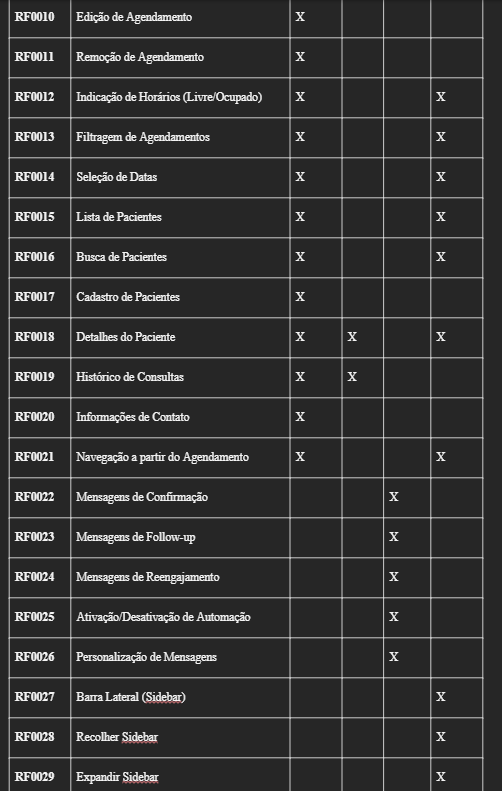 RF0010 Edição de Agendamento X
RF0011 Remoção de Agendamento X
RF0012 Indicação de Horários (Livre/Ocupado) X X
RF0013 Filtragem de Agendamentos X X
RF0014 Seleção de Datas X X
RF0015 Lista de Pacientes X X
RF0016 Busca de Pacientes X X
RF0017 Cadastro de Pacientes X
RF0018 Detalhes do Paciente X X X
RF0019 Histórico de Consultas X X
RF0020 Informações de Contato X
RF0021 Navegação a partir do Agendamento X X
RF0022 Mensagens de Confirmação X
RF0023 Mensagens de Follow-up X
RF0024 Mensagens de Reengajamento X
RF0025 Ativação/Desativação de Automação X
RF0026 Personalização de Mensagens X
RF0027 Barra Lateral (Sidebar) X
RF0028 Recolher Sidebar X
RF0029 Expandir Sidebar X